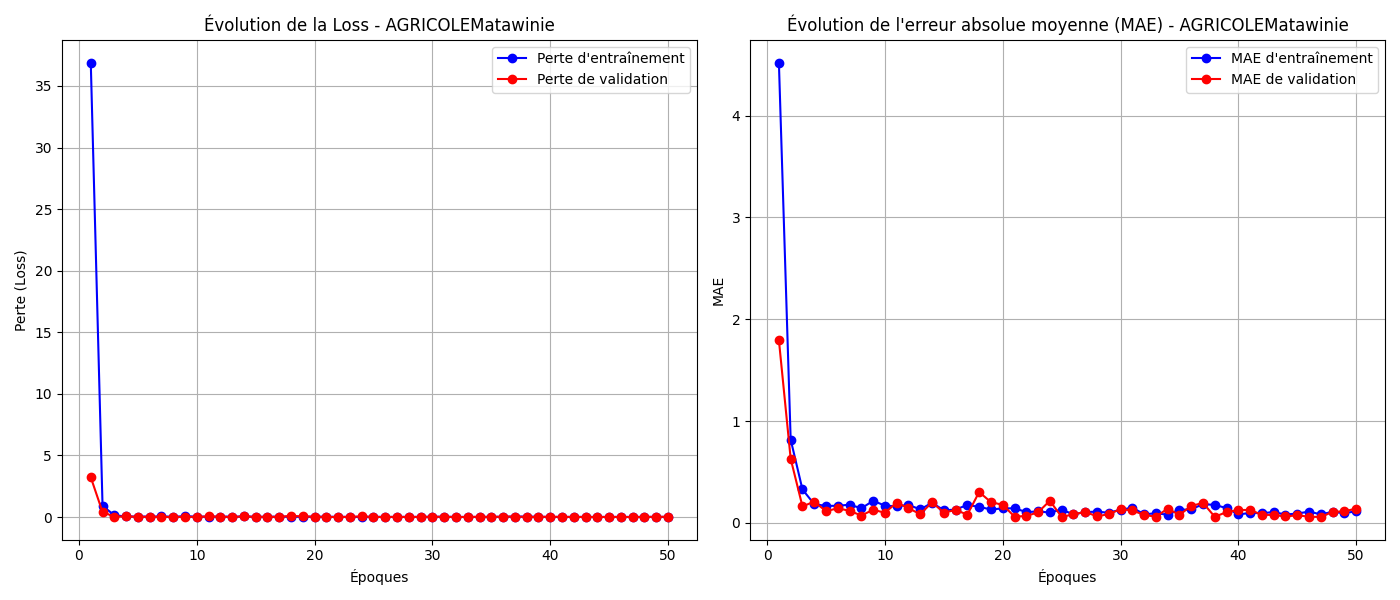 Évolution de la Loss - AGRICOLEMatawinie
Perte d'entraînement
Perte de validation
35
30
25
20
15
10
5
0
0 10 20 30 40 50
Perte (Loss)
Époques
Évolution de l'erreur absolue moyenne (MAE) - AGRICOLEMatawinie
MAE d'entraînement
MAE de validation
4
3
2
1
0
0 10 20 30 40 50
MAE
Époques